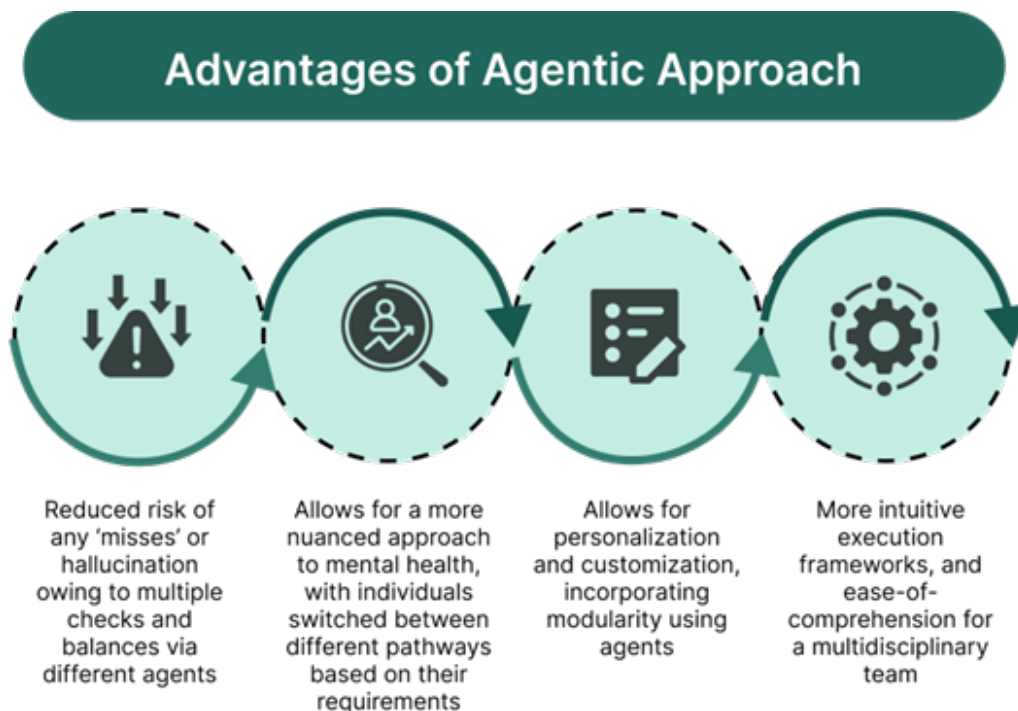 Advantages of Agentic Approach
Reduced risk of
any ‘misses’ or
hallucination
owing to multiple
checks and
balances via
different agents
Allows for a more
nuanced approach
to mental health,
with individuals
switched between
different pathways
based on their
requirements
Allows for
personalization
and customization,
incorporating
modularity using
agents
More intuitive
execution
frameworks, and
ease-of-
comprehension for
a multidisciplinary
team